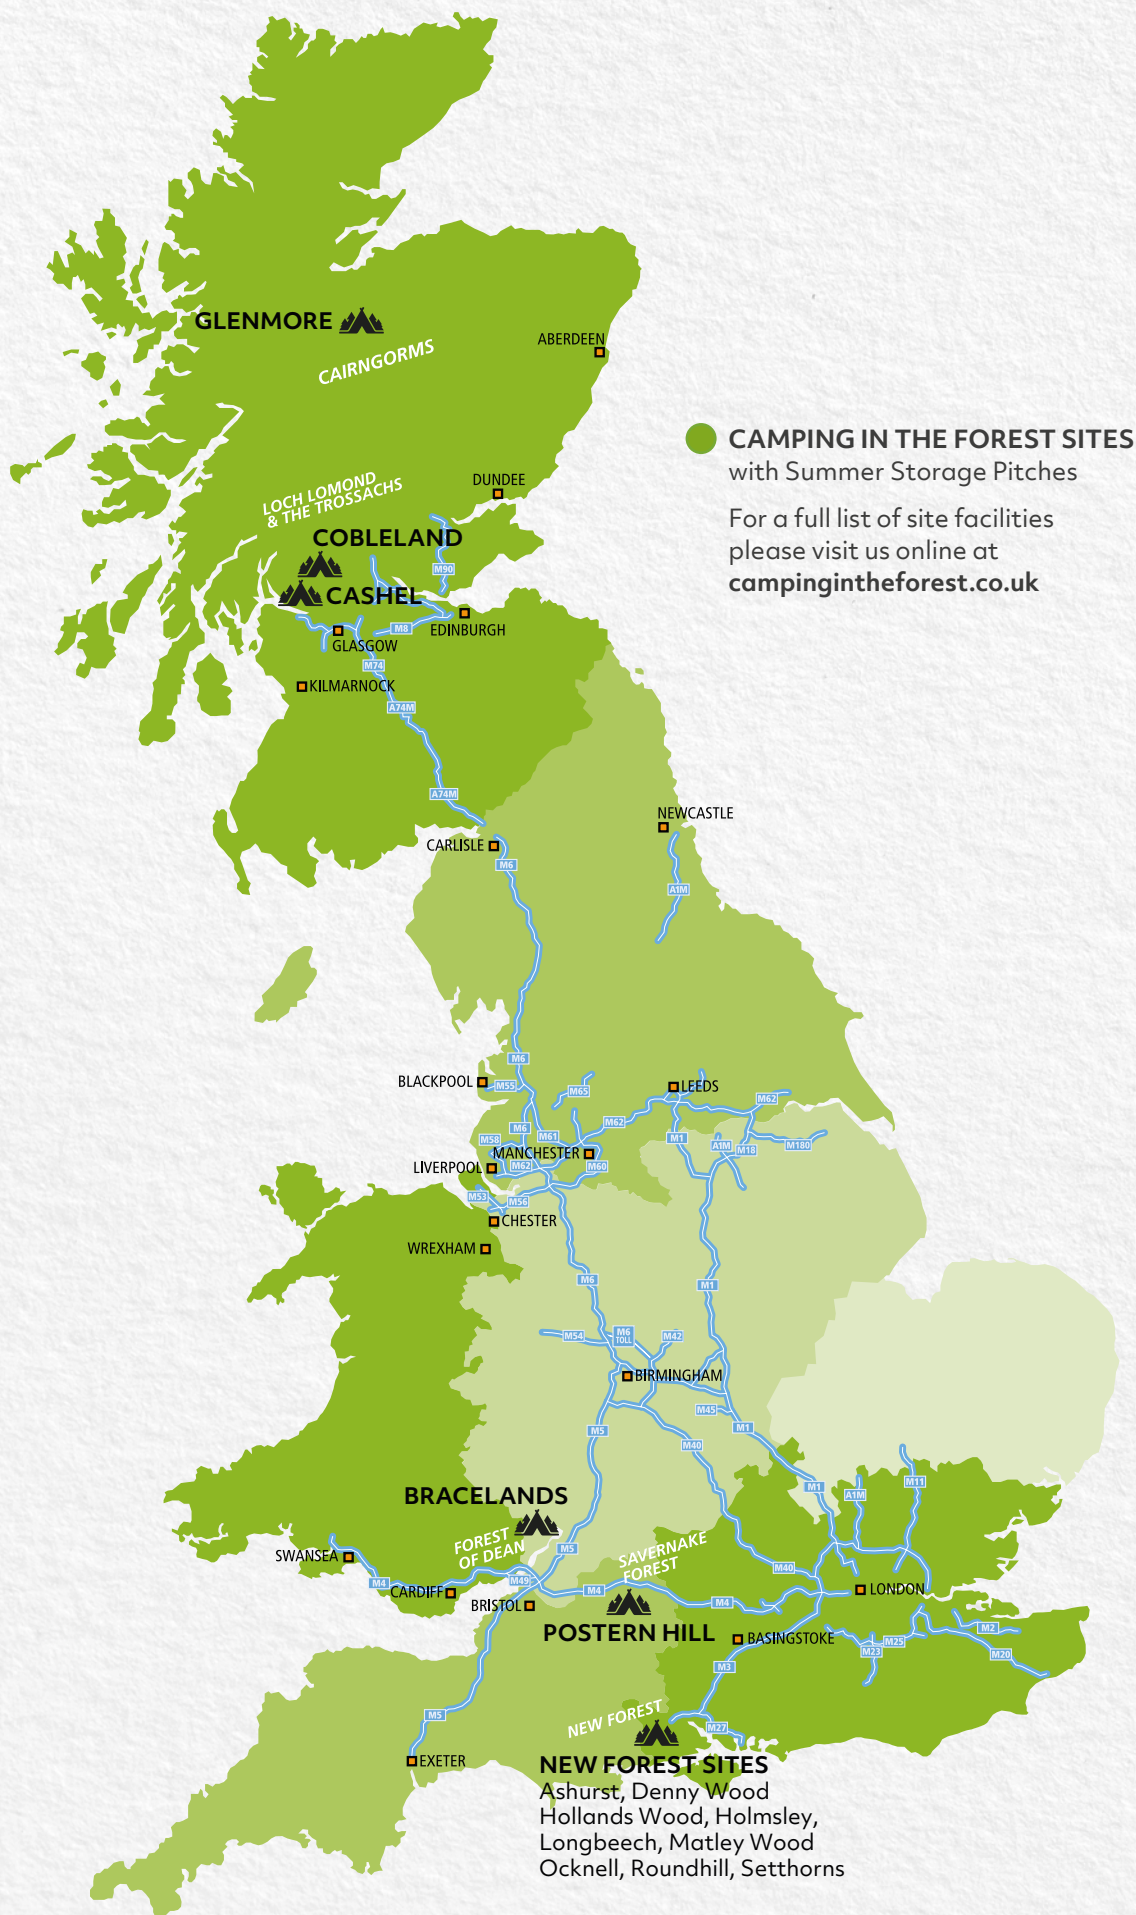 GLENMORE
CAIRNGORMS
ABERDEEN
CAMPING IN THE FOREST SITES
with Summer Storage Pitches
For a full list of site facilities
please visit us online at
campingintheforest.co.uk
LOCH LOMOND
& THE TROSSACHS
DUNDEE
COBLELAND
M90
CASHEL
EDINBURGH
M8
GLASGOW
M74
KILMARNOCK
A74M
A74M
NEWCASTLE
CARLISLE
M6
A1M
M6
BLACKPOOL
M55
M65
LEEDS
M62
M6
M61
M62
M58
M1
A1M
M18
M180
MANCHESTER
LIVERPOOL
M62
M60
M53
M56
CHESTER
WREXHAM
M6
M1
M54
M6
TOLL
M42
BIRMINGHAM
M45
M5
M1
M40
M1
A1M
M11
BRACELANDS
FOREST
OF DEAN
M5
SAVERNAKE
FOREST
SWANSEA
M4
M49
CARDIFF
BRISTOL
M4
M40
LONDON
M4
POSTERN HILL
BASINGSTOKE
M23
M25
M2
M20
M3
M5
NEW FOREST
M27
EXETER
NEW FOREST SITES
Ashurst, Denny Wood
Hollands Wood, Holmsley,
Longbeech, Matley Wood
Ocknell, Roundhill, Setthorns